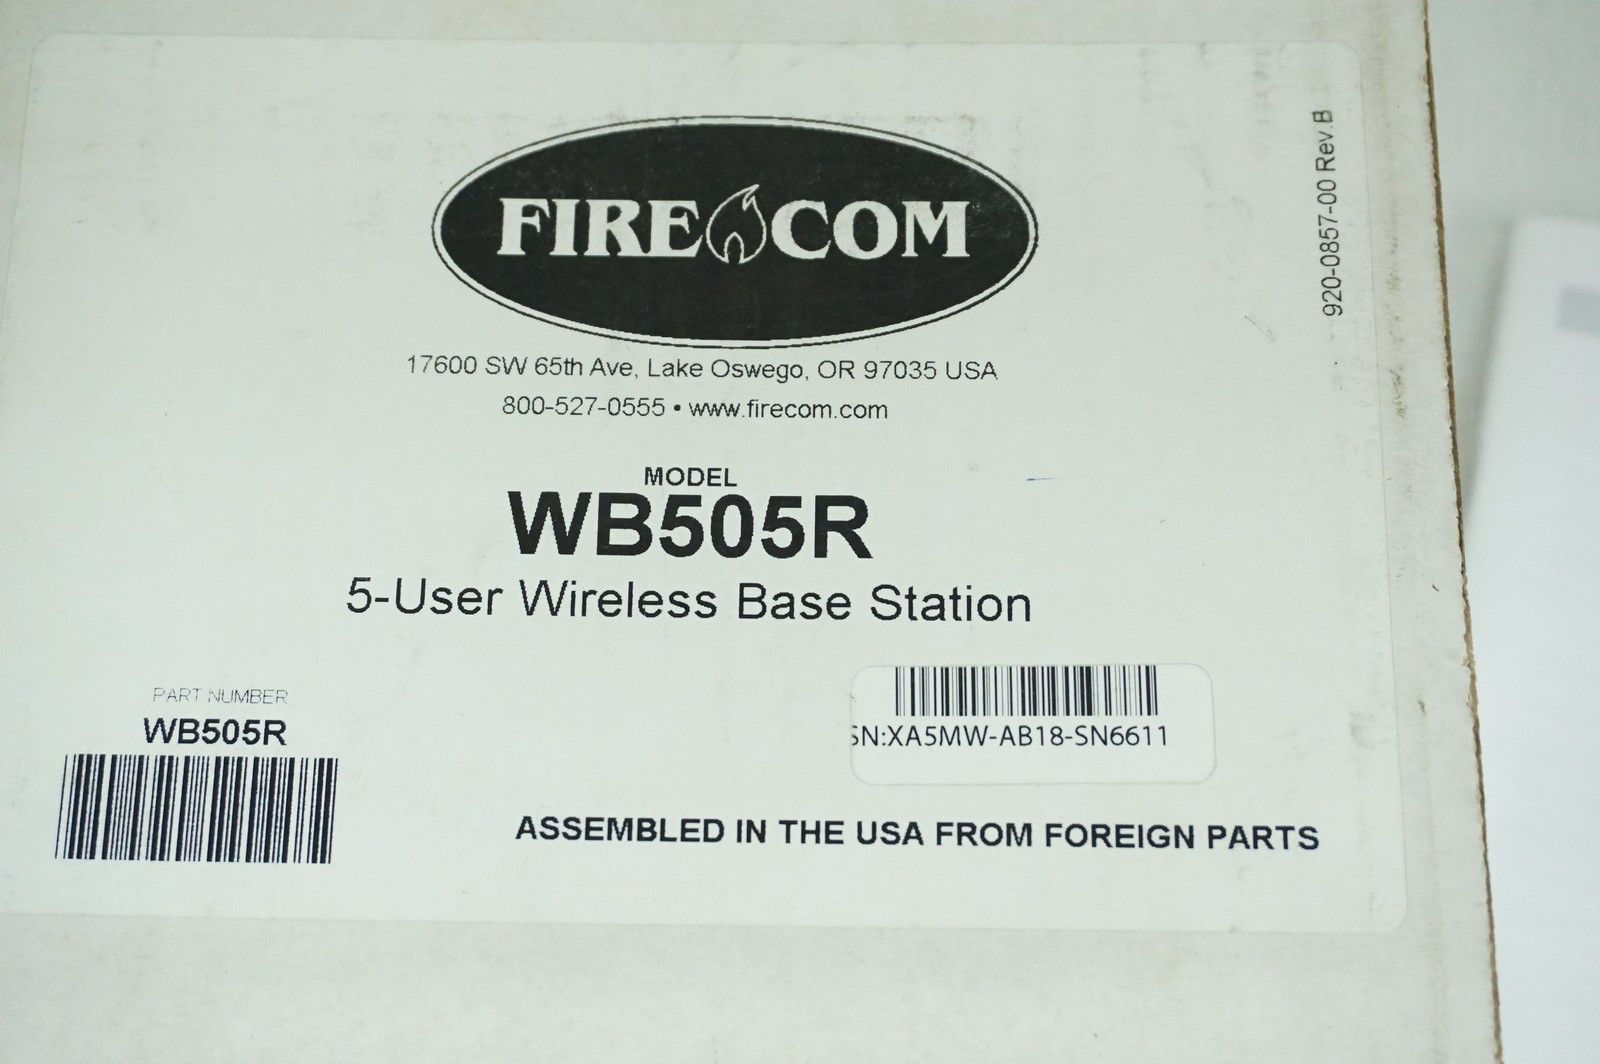 FIRE COM
17600 SW 65th Ave, Lake Oswego, OR 97035 USA
800-527-0555 • www.firecom.com
920-0857-00 Rev.B
MODEL
WB505R
5-User Wireless Base Station
PART NUMBER
WB505R
SN:XA5MW-AB18-SN6611
ASSEMBLED IN THE USA FROM FOREIGN PARTS